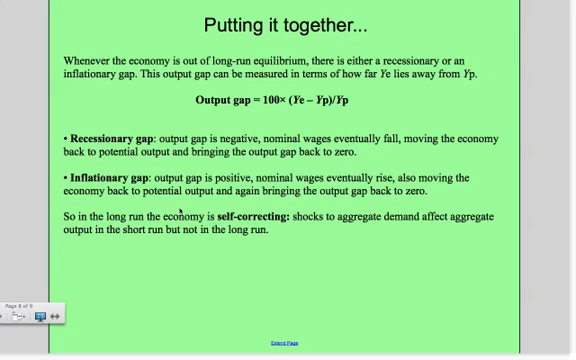 Putting it together...
Whenever the economy is out of long-run equilibrium, there is either a recessionary or an
inflationary gap. This output gap can be measured in terms of how far Ye lies away from Yp.
Output gap = 100× (Ye – Yp)/Yp
• Recessionary gap: output gap is negative, nominal wages eventually fall, moving the economy
back to potential output and bringing the output gap back to zero.
• Inflationary gap: output gap is positive, nominal wages eventually rise, also moving the
economy back to potential output and again bringing the output gap back to zero.
So in the long run the economy is self-correcting: shocks to aggregate demand affect aggregate
output in the short run but not in the long run.
Page 8 of 9
Extend Page